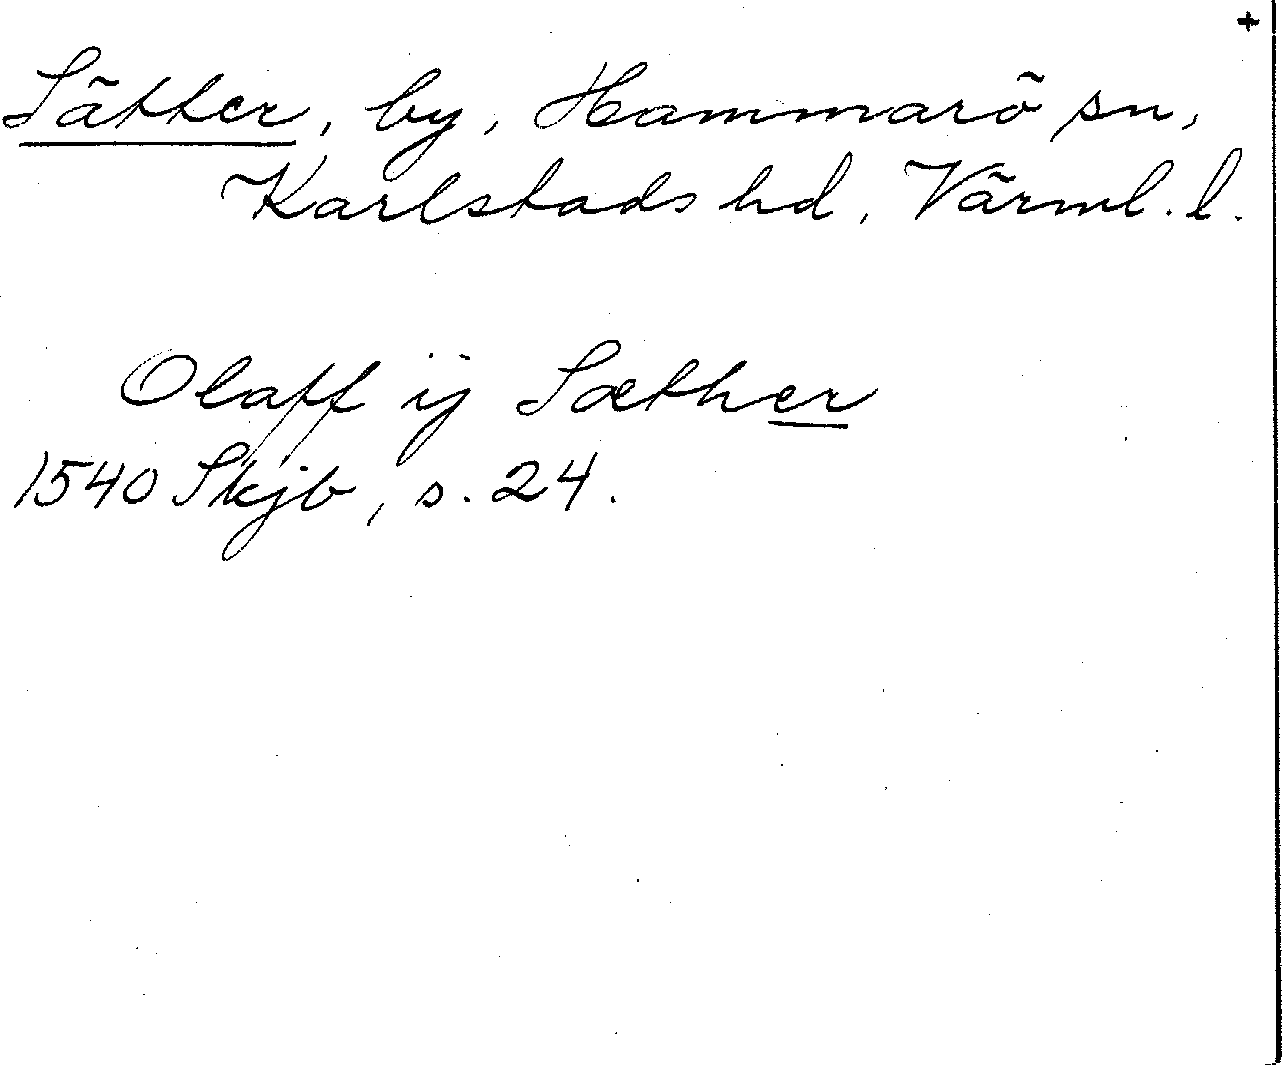 +
Sätter, by, Hammarö sn,
Karlstads hd, Värml. l.
Olaff ij Sæther
1540 Skjb, s. 24.